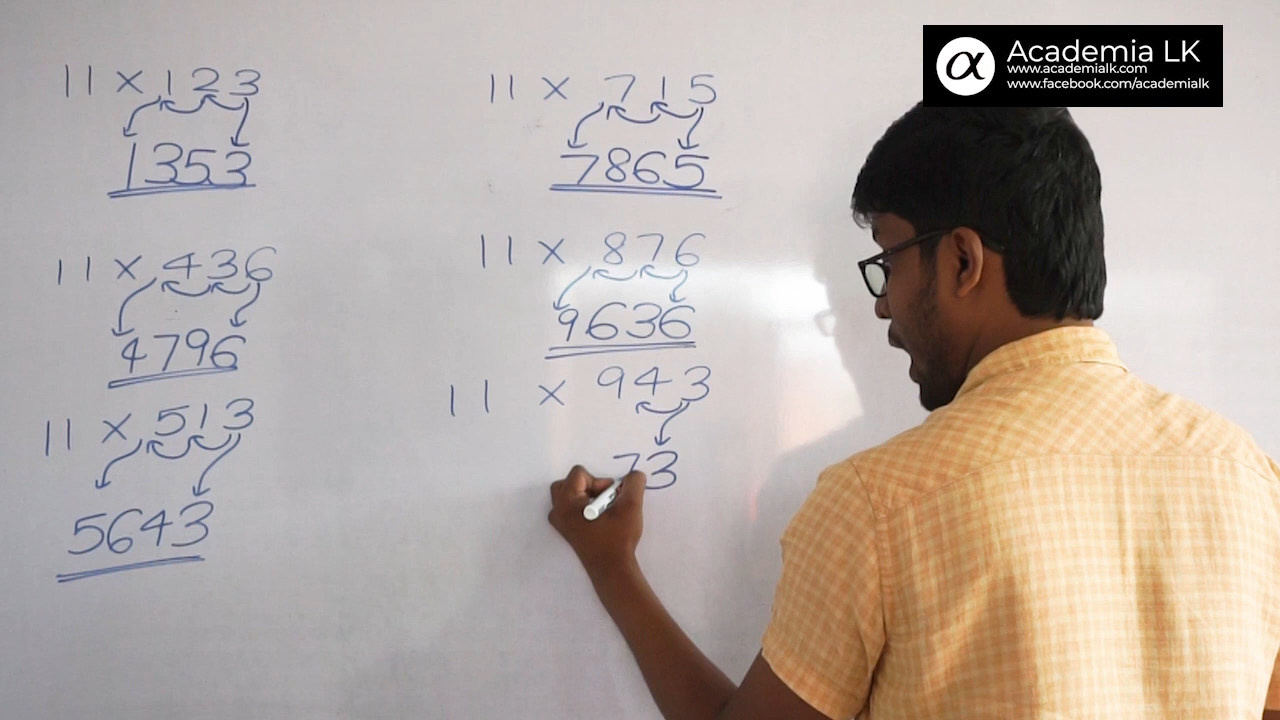 Academia LK
www.academialk.com
www.facebook.com/academialk
11 × 123
1353
11 × 436
4796
11 × 513
5643
11 × 715
7865
11 × 876
9636
11 × 943
73